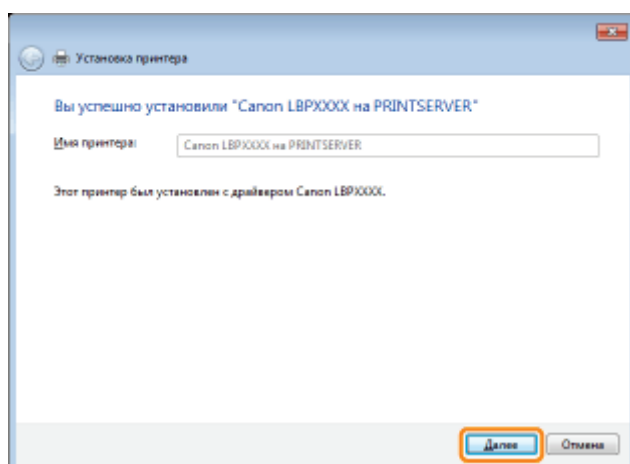 Установка принтера
Вы успешно установили "Canon LBPXXXX на PRINTSERVER"
Имя принтера: Canon LBPXXXX на PRINTSERVER
Этот принтер был установлен с драйвером Canon LBPXXXX.
Далее Отмена